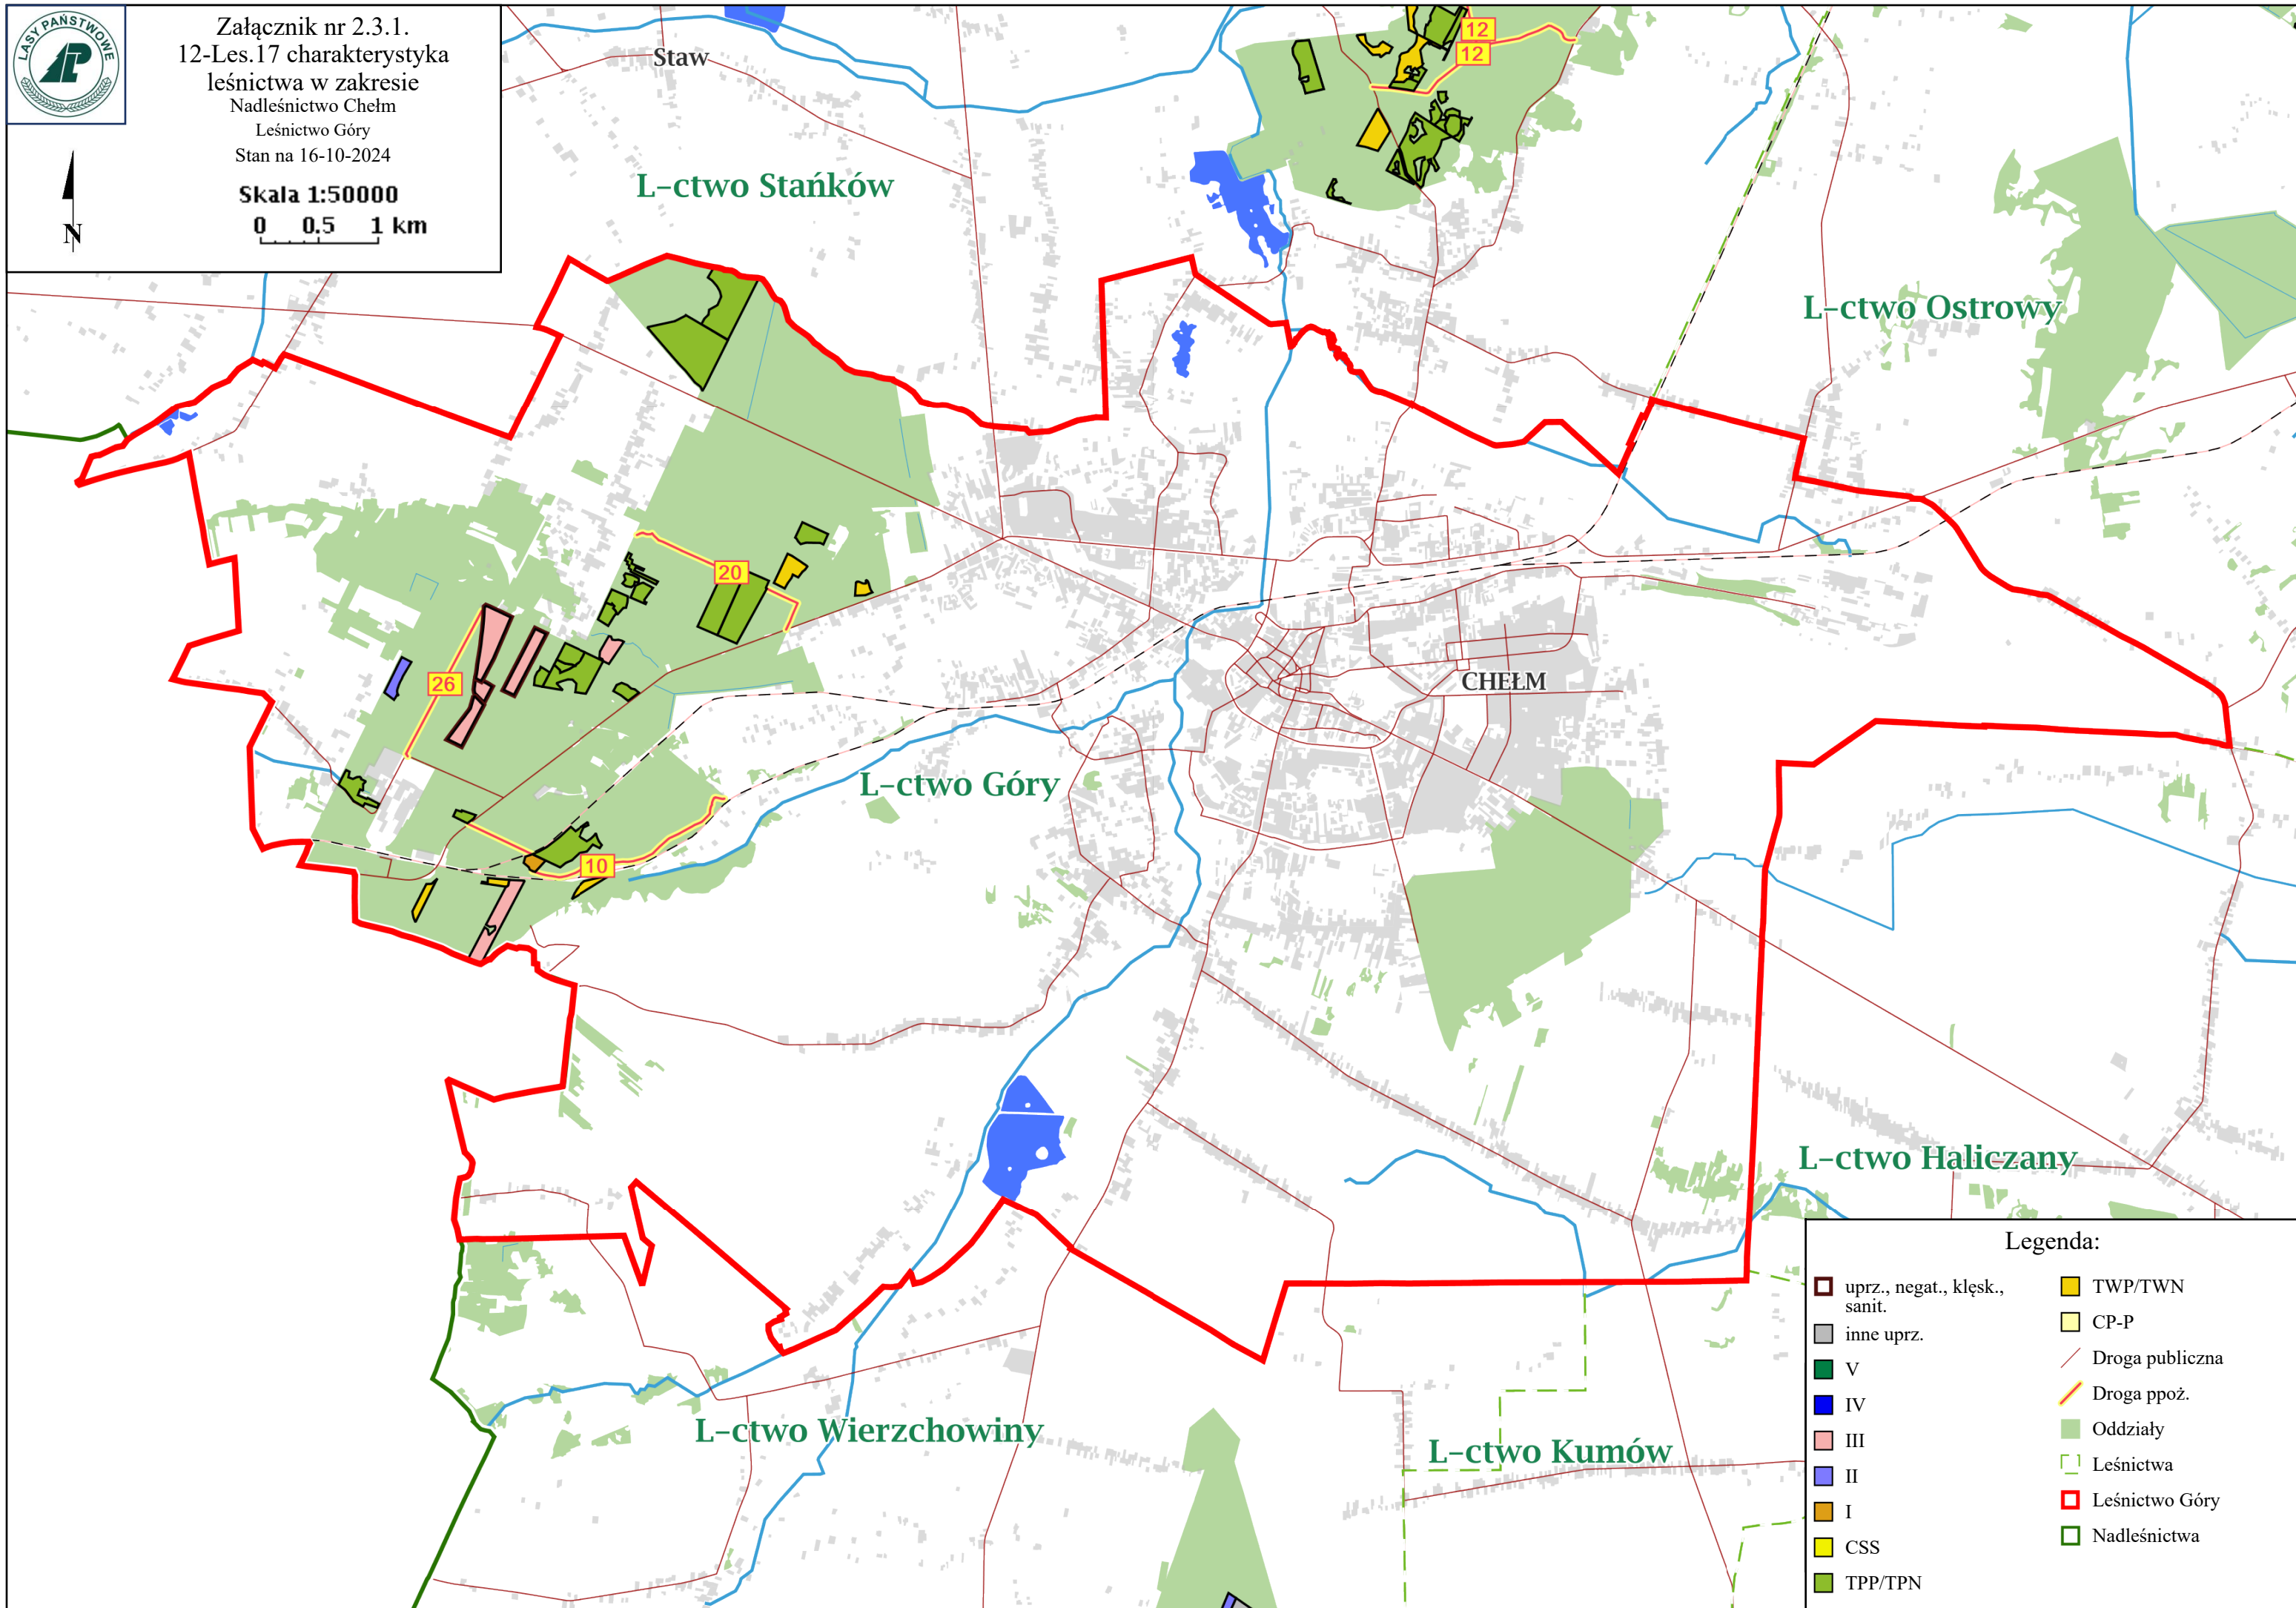 LASY PAŃSTWOWE
Załącznik nr 2.3.1.
12-Les.17 charakterystyka
leśnictwa w zakresie
Nadleśnictwo Chełm
Leśnictwo Góry
Stan na 16-10-2024
Skala 1:50000
0 0.5 1 km
N
Staw
12
12
L-ctwo Stańków
L-ctwo Ostrowy
20
26
CHEŁM
L-ctwo Góry
10
L-ctwo Haliczany
L-ctwo Wierzchowiny
L-ctwo Kumów
Legenda:
uprz., negat., klęsk.,
sanit.
inne uprz.
V
IV
III
II
I
CSS
TPP/TPN
TWP/TWN
CP-P
Droga publiczna
Droga ppoż.
Oddziały
Leśnictwa
Leśnictwo Góry
Nadleśnictwa